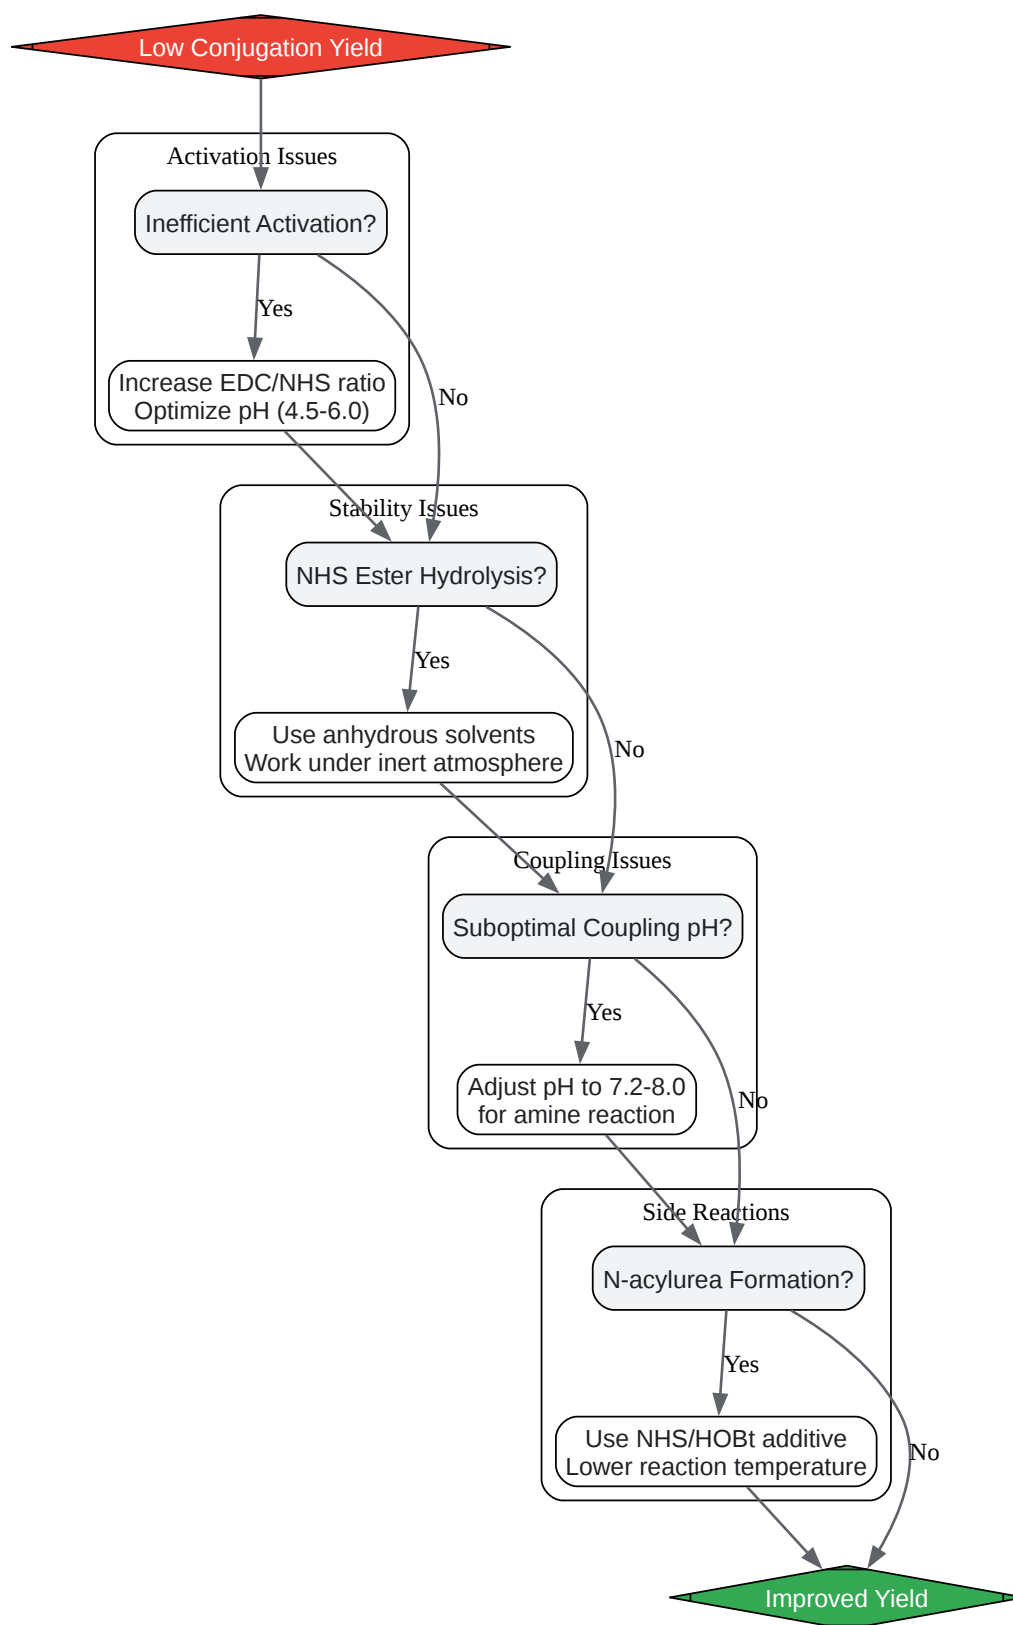 Low Conjugation Yield
Activation Issues
Inefficient Activation?
Yes
Increase EDC/NHS ratio
Optimize pH (4.5-6.0)
No
Stability Issues
NHS Ester Hydrolysis?
Yes
Use anhydrous solvents
Work under inert atmosphere
No
Coupling Issues
Suboptimal Coupling pH?
Yes
Adjust pH to 7.2-8.0
for amine reaction
No
Side Reactions
N-acylurea Formation?
Yes
Use NHS/HOBt additive
Lower reaction temperature
No
Improved Yield